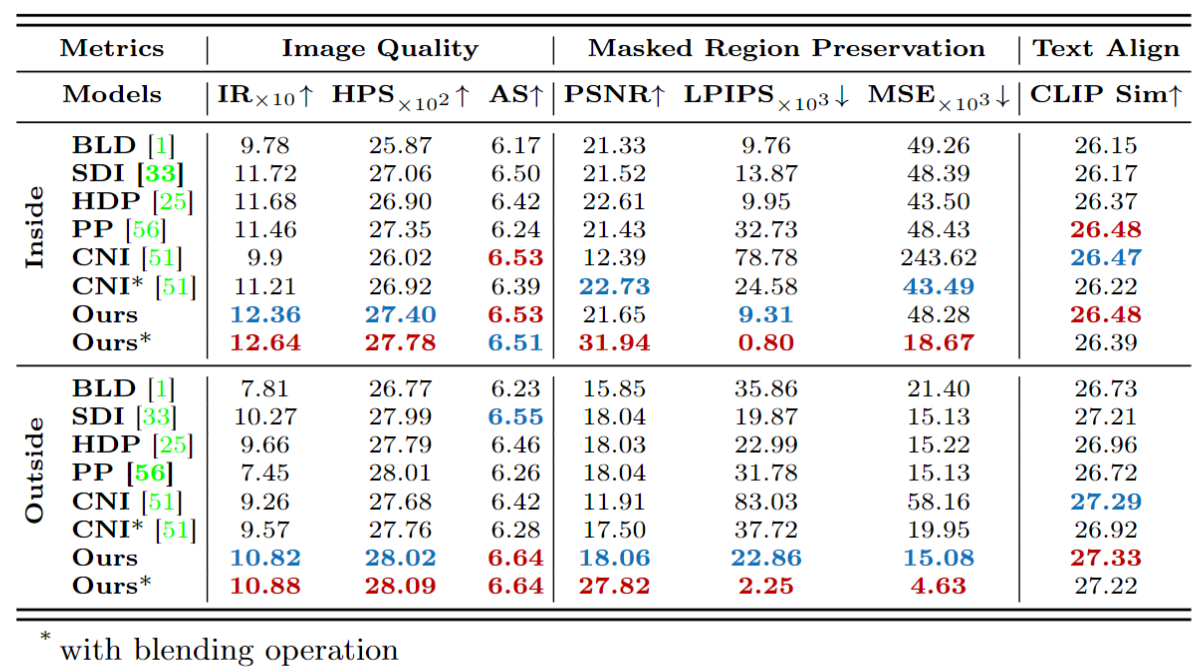 Metrics Image Quality Masked Region Preservation Text Align
Models IR×10↑ HPS×10²↑ AS↑ PSNR↑ LPIPS×10³↓ MSE×10³↓ CLIP Sim↑
Inside
BLD [1] 9.78 25.87 6.17 21.33 9.76 49.26 26.15
SDI [33] 11.72 27.06 6.50 21.52 13.87 48.39 26.17
HDP [25] 11.68 26.90 6.42 22.61 9.95 43.50 26.37
PP [56] 11.46 27.35 6.24 21.43 32.73 48.43 26.48
CNI [51] 9.9 26.02 6.53 12.39 78.78 243.62 26.47
CNI* [51] 11.21 26.92 6.39 22.73 24.58 43.49 26.22
Ours 12.36 27.40 6.53 21.65 9.31 48.28 26.48
Ours* 12.64 27.78 6.51 31.94 0.80 18.67 26.39
Outside
BLD [1] 7.81 26.77 6.23 15.85 35.86 21.40 26.73
SDI [33] 10.27 27.99 6.55 18.04 19.87 15.13 27.21
HDP [25] 9.66 27.79 6.46 18.03 22.99 15.22 26.96
PP [56] 7.45 28.01 6.26 18.04 31.78 15.13 26.72
CNI [51] 9.26 27.68 6.42 11.91 83.03 58.16 27.29
CNI* [51] 9.57 27.76 6.28 17.50 37.72 19.95 26.92
Ours 10.82 28.02 6.64 18.06 22.86 15.08 27.33
Ours* 10.88 28.09 6.64 27.82 2.25 4.63 27.22
* with blending operation